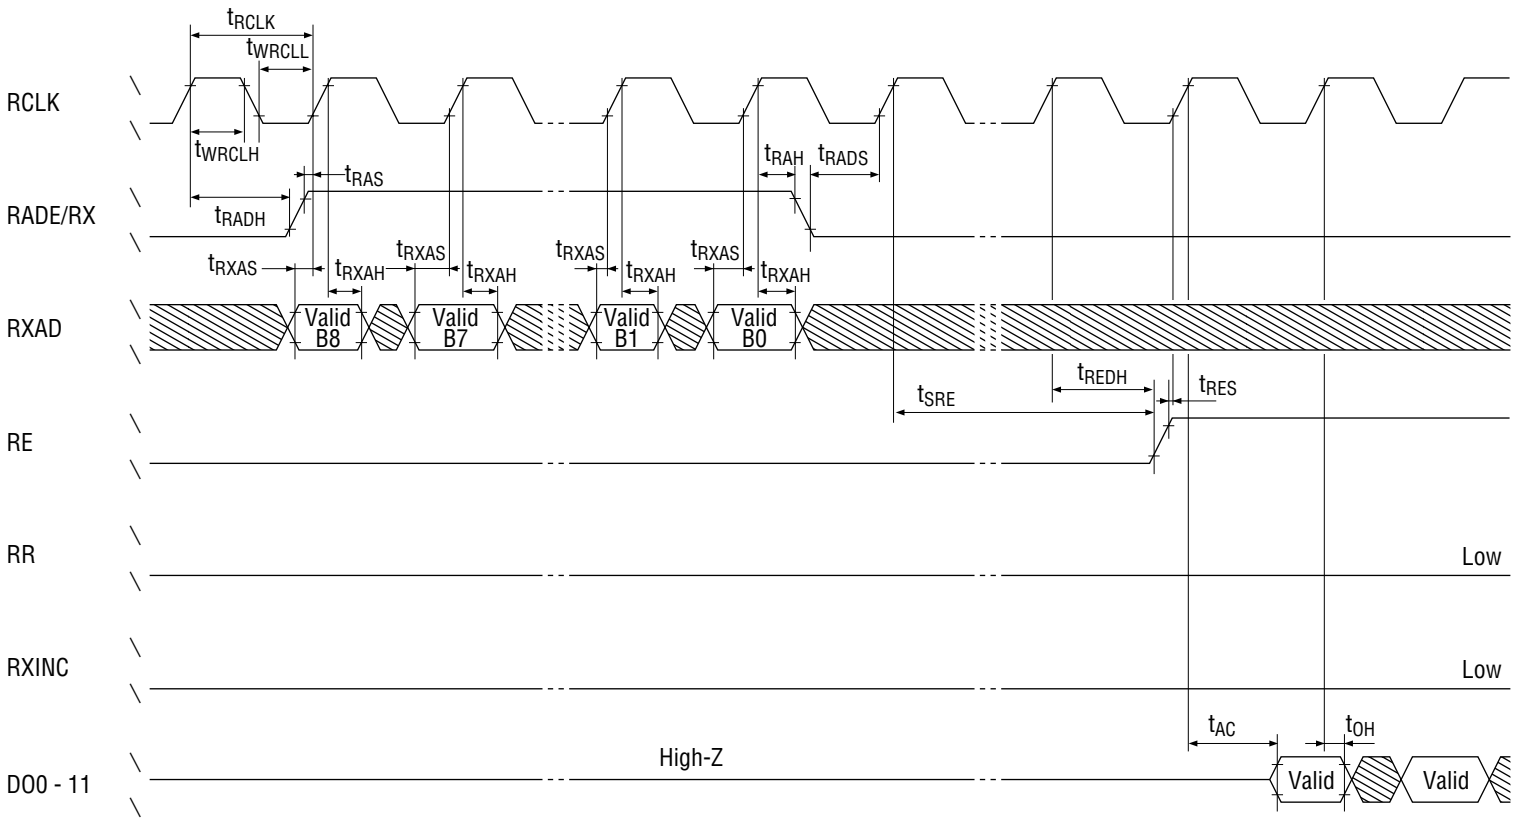 tRCLK
tWRCLL
RCLK
tWRCLH
tRAH
tRADS
tRAS
RADE/RX
tRADH
tRXAS
tRXAH
tRXAS
tRXAH
tRXAS
tRXAH
tRXAS
tRXAH
RXAD
Valid
B8
Valid
B7
Valid
B1
Valid
B0
tREDH
tRES
tSRE
RE
RR
Low
RXINC
Low
tAC
tOH
High-Z
DO0 - 11
Valid
Valid